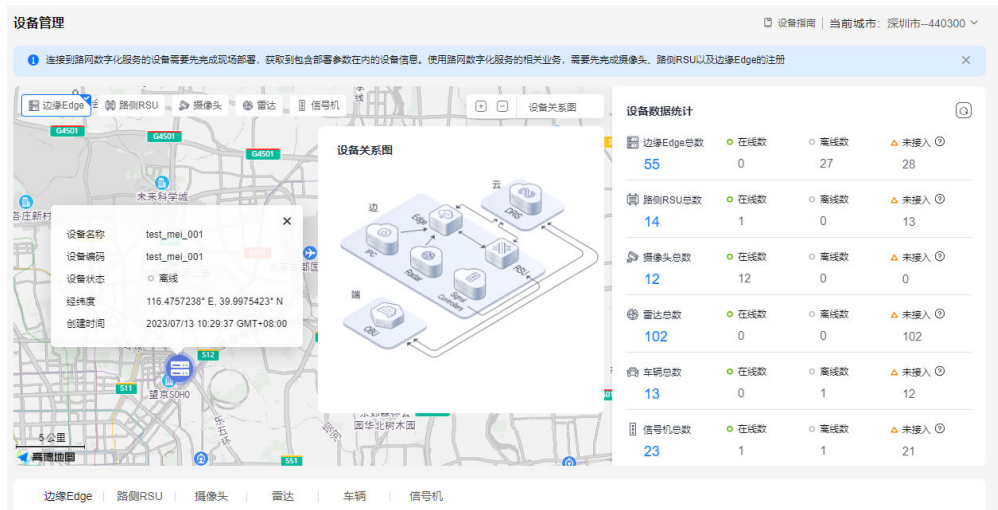 设备管理
设备指南 当前城市: 深圳市--440300
连接到路网数字化服务的设备需要先完成现场部署，获取到包含部署参数在内的设备信息。使用路网数字化服务的相关业务，需要先完成摄像头、路侧RSU以及边缘Edge的注册
边缘Edge 路侧RSU 摄像头 雷达 信号机 设备关系图
G4501
G4501
G4501
未来科学城
设备名称 test_mei_001
设备编码 test_mei_001
设备状态 离线
经纬度 116.4757238° E, 39.9975423° N
创建时间 2023/07/13 10:29:37 GMT+08:00
S12
S11
望京SOHO
东五环
园华北树木园
5 公里
高德地图
S51
设备关系图
云
DRIS
边
Edge
IPC
Radar
RSU
Signal
Controllers
端
OBU
设备数据统计
边缘Edge总数 在线数 离线数 未接入
55 0 27 28
路侧RSU总数 在线数 离线数 未接入
14 1 0 13
摄像头总数 在线数 离线数 未接入
12 12 0 0
雷达总数 在线数 离线数 未接入
102 0 0 102
车辆总数 在线数 离线数 未接入
13 0 1 12
信号机总数 在线数 离线数 未接入
23 1 1 21
边缘Edge 路侧RSU 摄像头 雷达 车辆 信号机